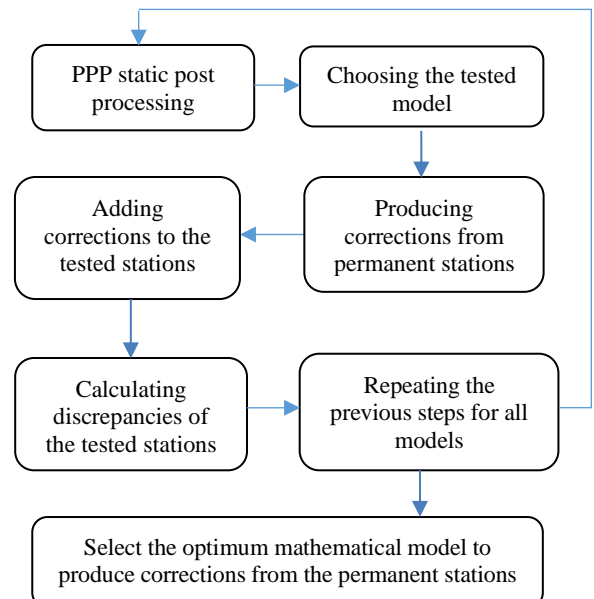 PPP static post
processing
Choosing the tested
model
Producing
corrections from
permanent stations
Adding
corrections to the
tested stations
Calculating
discrepancies of
the tested stations
Repeating the
previous steps for all
models
Select the optimum mathematical model to
produce corrections from the permanent stations